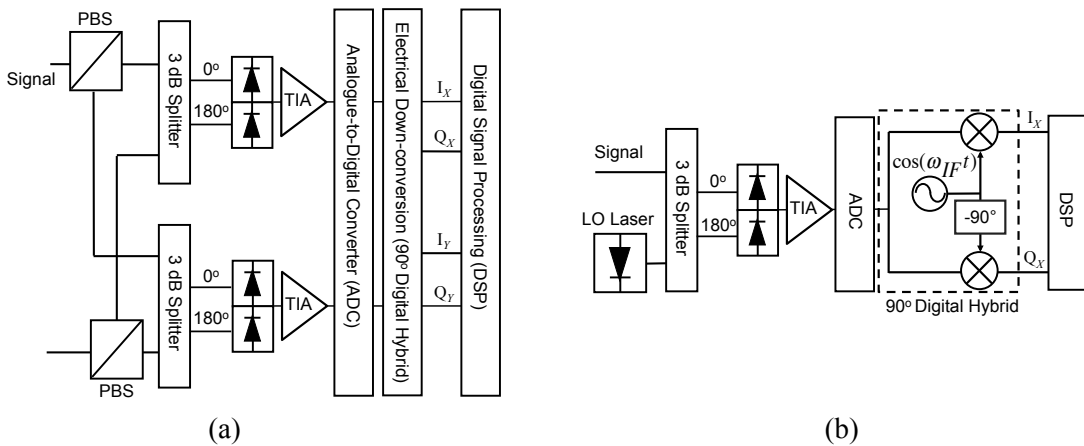 PBS
Signal
3 dB Splitter
0°
180°
TIA
3 dB Splitter
0°
180°
TIA
PBS
Analogue-to-Digital Converter (ADC)
Electrical Down-conversion (90° Digital Hybrid)
I_X
Q_X
I_Y
Q_Y
Digital Signal Processing (DSP)
(a)
Signal
LO Laser
3 dB Splitter
0°
180°
TIA
ADC
cos(ω_IF t)
-90°
90° Digital Hybrid
I_X
Q_X
DSP
(b)